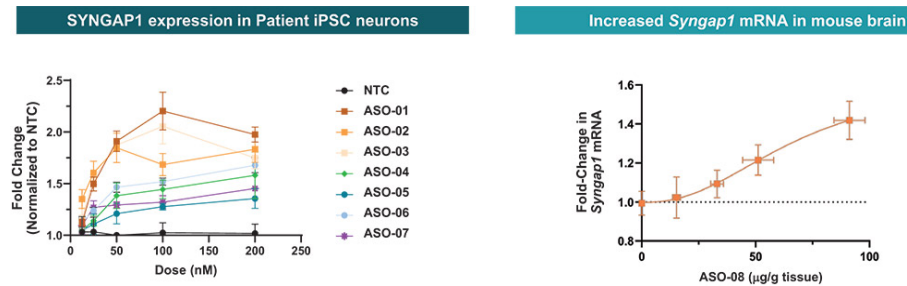 SYNGAP1 expression in Patient iPSC neurons
Increased Syngap1 mRNA in mouse brain
Fold Change
(Normalized to NTC)
2.5
2.0
1.5
1.0
0 50 100 150 200 250
Dose (nM)
NTC
ASO-01
ASO-02
ASO-03
ASO-04
ASO-05
ASO-06
ASO-07
Fold-Change in
Syngap1 mRNA
1.6
1.4
1.2
1.0
0.8
0 50 100
ASO-08 (µg/g tissue)